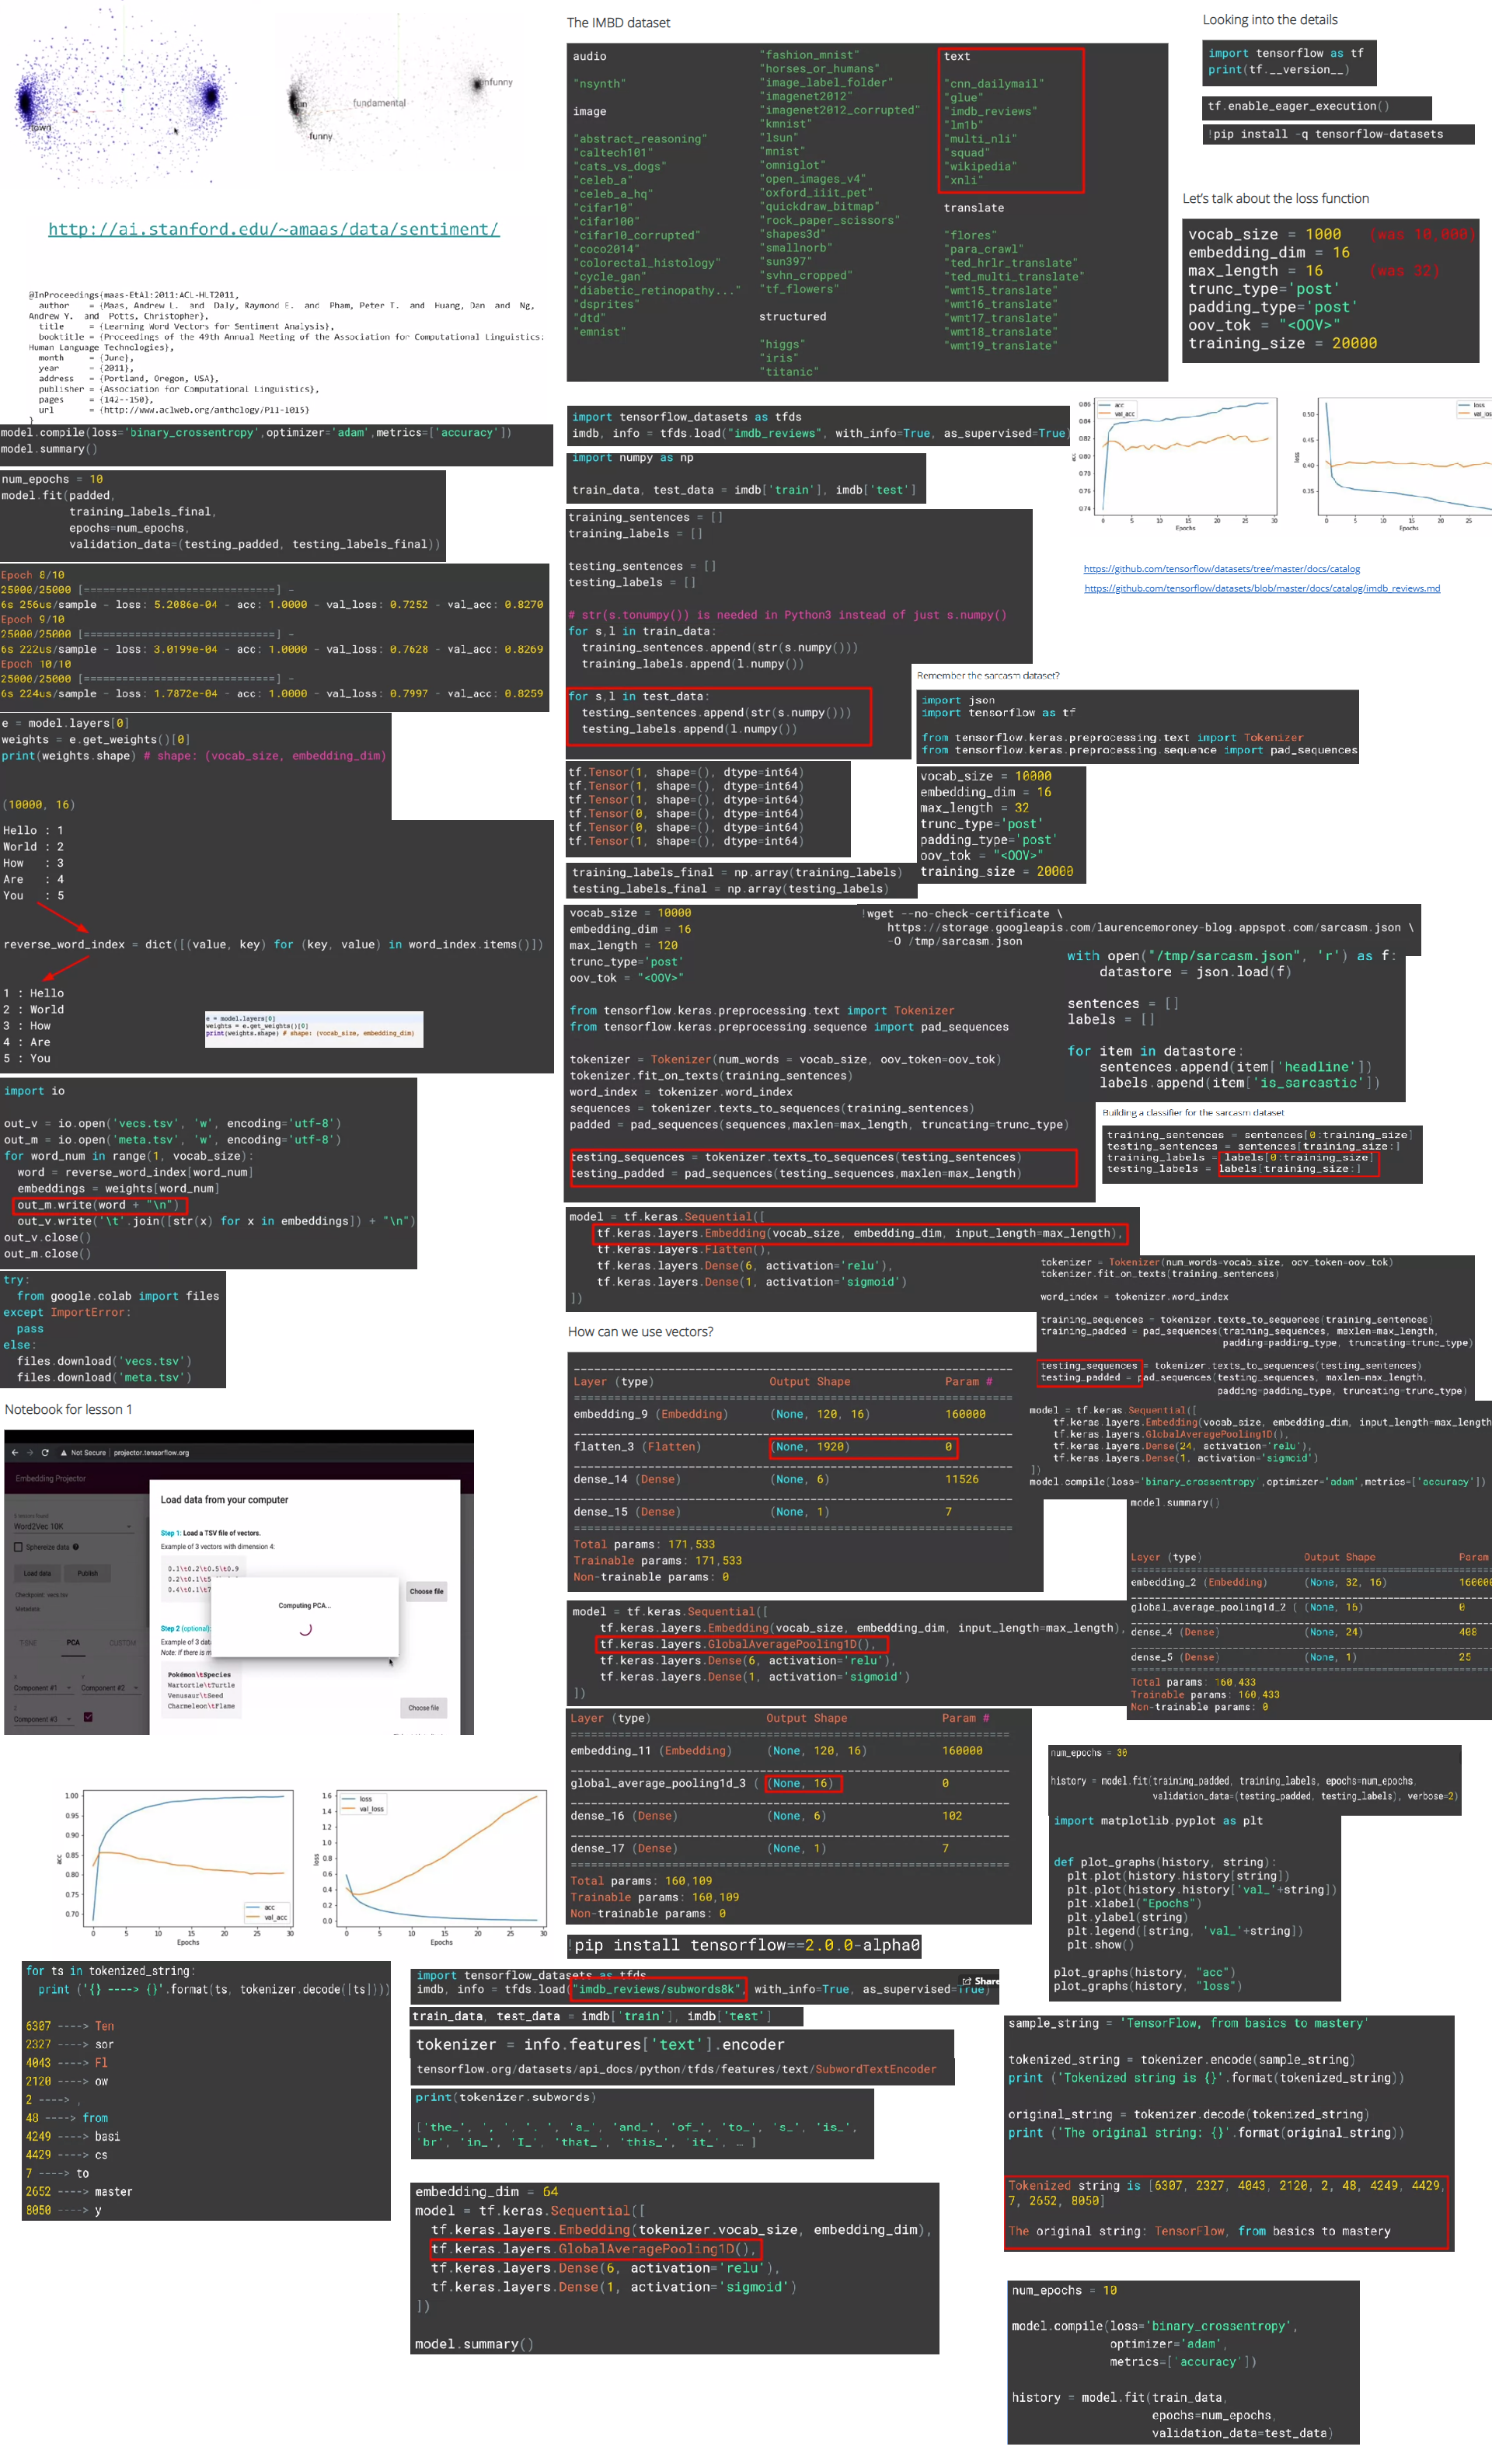 town
unfunny
fundamental
funny
http://ai.stanford.edu/~amaas/data/sentiment/
@InProceedings{maas-EtAl:2011:ACL-HLT2011,
author = {Maas, Andrew L. and Daly, Raymond E. and Pham, Peter T. and Huang, Dan and Ng,
Andrew Y. and Potts, Christopher},
title = {Learning Word Vectors for Sentiment Analysis},
booktitle = {Proceedings of the 49th Annual Meeting of the Association for Computational Linguistics:
Human Language Technologies},
month = {June},
year = {2011},
address = {Portland, Oregon, USA},
publisher = {Association for Computational Linguistics},
pages = {142--150},
url = {http://www.aclweb.org/anthology/P11-1015}
}
model.compile(loss='binary_crossentropy',optimizer='adam',metrics=['accuracy'])
model.summary()
num_epochs = 10
model.fit(padded,
training_labels_final,
epochs=num_epochs,
validation_data=(testing_padded, testing_labels_final))
Epoch 8/10
25000/25000 [==============================] -
6s 256us/sample - loss: 5.2086e-04 - acc: 1.0000 - val_loss: 0.7252 - val_acc: 0.8270
Epoch 9/10
25000/25000 [==============================] -
6s 222us/sample - loss: 3.0199e-04 - acc: 1.0000 - val_loss: 0.7628 - val_acc: 0.8269
Epoch 10/10
25000/25000 [==============================] -
6s 224us/sample - loss: 1.7872e-04 - acc: 1.0000 - val_loss: 0.7997 - val_acc: 0.8259
e = model.layers[0]
weights = e.get_weights()[0]
print(weights.shape) # shape: (vocab_size, embedding_dim)
(10000, 16)
Hello : 1
World : 2
How : 3
Are : 4
You : 5
reverse_word_index = dict([(value, key) for (key, value) in word_index.items()])
1 : Hello
2 : World
3 : How
4 : Are
5 : You
e = model.layers[0]
weights = e.get_weights()[0]
print(weights.shape) # shape: (vocab_size, embedding_dim)
import io
out_v = io.open('vecs.tsv', 'w', encoding='utf-8')
out_m = io.open('meta.tsv', 'w', encoding='utf-8')
for word_num in range(1, vocab_size):
word = reverse_word_index[word_num]
embeddings = weights[word_num]
out_m.write(word + "\n")
out_v.write('\t'.join([str(x) for x in embeddings]) + "\n")
out_v.close()
out_m.close()
try:
from google.colab import files
except ImportError:
pass
else:
files.download('vecs.tsv')
files.download('meta.tsv')
Notebook for lesson 1
Not Secure | projector.tensorflow.org
Embedding Projector
Word2Vec 10K
Sphereize data
Load data
Publish
Metadata
T-SNE
PCA
CUSTOM
Component #1
Component #2
Component #3
Load data from your computer
Step 1: Load a TSV file of vectors.
Example of 3 vectors with dimension 4:
0.1\t0.2\t0.5\t0.9
0.2\t0.1\t5
0.4\t0.1\t7
Choose file
Computing PCA...
Step 2 (optional):
Example of 3 dat
Note: If there is m
Pokémon\tSpecies
Wartortle\tTurtle
Venusaur\tSeed
Charmeleon\tFlame
Choose file
1.00
0.95
0.90
0.85
0.80
0.75
0.70
acc
0 5 10 15 20 25 30
Epochs
acc
val_acc
1.6
1.4
1.2
1.0
0.8
0.6
0.4
0.2
0.0
loss
0 5 10 15 20 25 30
Epochs
loss
val_loss
for ts in tokenized_string:
print ('{} ----> {}'.format(ts, tokenizer.decode([ts])))
6307 ----> Ten
2327 ----> sor
4043 ----> Fl
2120 ----> ow
2 ----> ,
48 ----> from
4249 ----> basi
4429 ----> cs
7 ----> to
2652 ----> master
8050 ----> y
The IMBD dataset
audio
"nsynth"
image
"abstract_reasoning"
"caltech101"
"cats_vs_dogs"
"celeb_a"
"celeb_a_hq"
"cifar10"
"cifar100"
"cifar10_corrupted"
"coco2014"
"colorectal_histology"
"cycle_gan"
"diabetic_retinopathy..."
"dsprites"
"dtd"
"emnist"
"fashion_mnist"
"horses_or_humans"
"image_label_folder"
"imagenet2012"
"imagenet2012_corrupted"
"kmnist"
"lsun"
"mnist"
"omniglot"
"open_images_v4"
"oxford_iiit_pet"
"quickdraw_bitmap"
"rock_paper_scissors"
"shapes3d"
"smallnorb"
"sun397"
"svhn_cropped"
"tf_flowers"
structured
"higgs"
"iris"
"titanic"
text
"cnn_dailymail"
"glue"
"imdb_reviews"
"lm1b"
"multi_nli"
"squad"
"wikipedia"
"xnli"
translate
"flores"
"para_crawl"
"ted_hrlr_translate"
"ted_multi_translate"
"wmt15_translate"
"wmt16_translate"
"wmt17_translate"
"wmt18_translate"
"wmt19_translate"
import tensorflow_datasets as tfds
imdb, info = tfds.load("imdb_reviews", with_info=True, as_supervised=True)
import numpy as np
train_data, test_data = imdb['train'], imdb['test']
training_sentences = []
training_labels = []
testing_sentences = []
testing_labels = []
# str(s.tonumpy()) is needed in Python3 instead of just s.numpy()
for s,l in train_data:
training_sentences.append(str(s.numpy()))
training_labels.append(l.numpy())
for s,l in test_data:
testing_sentences.append(str(s.numpy()))
testing_labels.append(l.numpy())
tf.Tensor(1, shape=(), dtype=int64)
tf.Tensor(1, shape=(), dtype=int64)
tf.Tensor(1, shape=(), dtype=int64)
tf.Tensor(0, shape=(), dtype=int64)
tf.Tensor(0, shape=(), dtype=int64)
tf.Tensor(1, shape=(), dtype=int64)
training_labels_final = np.array(training_labels)
testing_labels_final = np.array(testing_labels)
vocab_size = 10000
embedding_dim = 16
max_length = 120
trunc_type='post'
oov_tok = "<OOV>"
from tensorflow.keras.preprocessing.text import Tokenizer
from tensorflow.keras.preprocessing.sequence import pad_sequences
tokenizer = Tokenizer(num_words = vocab_size, oov_token=oov_tok)
tokenizer.fit_on_texts(training_sentences)
word_index = tokenizer.word_index
sequences = tokenizer.texts_to_sequences(training_sentences)
padded = pad_sequences(sequences,maxlen=max_length, truncating=trunc_type)
testing_sequences = tokenizer.texts_to_sequences(testing_sentences)
testing_padded = pad_sequences(testing_sequences,maxlen=max_length)
model = tf.keras.Sequential([
tf.keras.layers.Embedding(vocab_size, embedding_dim, input_length=max_length),
tf.keras.layers.Flatten(),
tf.keras.layers.Dense(6, activation='relu'),
tf.keras.layers.Dense(1, activation='sigmoid')
])
How can we use vectors?
Layer (type) Output Shape Param #
embedding_9 (Embedding) (None, 120, 16) 160000
flatten_3 (Flatten) (None, 1920) 0
dense_14 (Dense) (None, 6) 11526
dense_15 (Dense) (None, 1) 7
Total params: 171,533
Trainable params: 171,533
Non-trainable params: 0
model = tf.keras.Sequential([
tf.keras.layers.Embedding(vocab_size, embedding_dim, input_length=max_length),
tf.keras.layers.GlobalAveragePooling1D(),
tf.keras.layers.Dense(6, activation='relu'),
tf.keras.layers.Dense(1, activation='sigmoid')
])
Layer (type) Output Shape Param #
embedding_11 (Embedding) (None, 120, 16) 160000
global_average_pooling1d_3 ( (None, 16) 0
dense_16 (Dense) (None, 6) 102
dense_17 (Dense) (None, 1) 7
Total params: 160,109
Trainable params: 160,109
Non-trainable params: 0
!pip install tensorflow==2.0.0-alpha0
import tensorflow_datasets as tfds
Share
imdb, info = tfds.load("imdb_reviews/subwords8k", with_info=True, as_supervised=True)
train_data, test_data = imdb['train'], imdb['test']
tokenizer = info.features['text'].encoder
tensorflow.org/datasets/api_docs/python/tfds/features/text/SubwordTextEncoder
print(tokenizer.subwords)
['the_', ', ', '. ', 'a_', 'and_', 'of_', 'to_', 's_', 'is_',
'br', 'in_', 'I_', 'that_', 'this_', 'it_', … ]
embedding_dim = 64
model = tf.keras.Sequential([
tf.keras.layers.Embedding(tokenizer.vocab_size, embedding_dim),
tf.keras.layers.GlobalAveragePooling1D(),
tf.keras.layers.Dense(6, activation='relu'),
tf.keras.layers.Dense(1, activation='sigmoid')
])
model.summary()
Looking into the details
import tensorflow as tf
print(tf.__version__)
tf.enable_eager_execution()
!pip install -q tensorflow-datasets
Let's talk about the loss function
vocab_size = 1000 (was 10,000)
embedding_dim = 16
max_length = 16 (was 32)
trunc_type='post'
padding_type='post'
oov_tok = "<OOV>"
training_size = 20000
0.86
0.84
0.82
0.80
0.78
0.76
0.74
acc
val_acc
0 5 10 15 20 25 30
Epochs
0.50
0.45
0.40
0.35
loss
loss
val_los
0 5 10 15 20 25
Epochs
https://github.com/tensorflow/datasets/tree/master/docs/catalog
https://github.com/tensorflow/datasets/blob/master/docs/catalog/imdb_reviews.md
Remember the sarcasm dataset?
import json
import tensorflow as tf
from tensorflow.keras.preprocessing.text import Tokenizer
from tensorflow.keras.preprocessing.sequence import pad_sequences
vocab_size = 10000
embedding_dim = 16
max_length = 32
trunc_type='post'
padding_type='post'
oov_tok = "<OOV>"
training_size = 20000
!wget --no-check-certificate \
https://storage.googleapis.com/laurencemoroney-blog.appspot.com/sarcasm.json \
-O /tmp/sarcasm.json
with open("/tmp/sarcasm.json", 'r') as f:
datastore = json.load(f)
sentences = []
labels = []
for item in datastore:
sentences.append(item['headline'])
labels.append(item['is_sarcastic'])
Building a classifier for the sarcasm dataset
training_sentences = sentences[0:training_size]
testing_sentences = sentences[training_size:]
training_labels = labels[0:training_size]
testing_labels = labels[training_size:]
tokenizer = Tokenizer(num_words=vocab_size, oov_token=oov_tok)
tokenizer.fit_on_texts(training_sentences)
word_index = tokenizer.word_index
training_sequences = tokenizer.texts_to_sequences(training_sentences)
training_padded = pad_sequences(training_sequences, maxlen=max_length,
padding=padding_type, truncating=trunc_type)
testing_sequences = tokenizer.texts_to_sequences(testing_sentences)
testing_padded = pad_sequences(testing_sequences, maxlen=max_length,
padding=padding_type, truncating=trunc_type)
model = tf.keras.Sequential([
tf.keras.layers.Embedding(vocab_size, embedding_dim, input_length=max_length
tf.keras.layers.GlobalAveragePooling1D(),
tf.keras.layers.Dense(24, activation='relu'),
tf.keras.layers.Dense(1, activation='sigmoid')
])
model.compile(loss='binary_crossentropy',optimizer='adam',metrics=['accuracy'])
model.summary()
Layer (type) Output Shape Param
embedding_2 (Embedding) (None, 32, 16) 160000
global_average_pooling1d_2 ( (None, 16) 0
dense_4 (Dense) (None, 24) 408
dense_5 (Dense) (None, 1) 25
Total params: 160,433
Trainable params: 160,433
Non-trainable params: 0
num_epochs = 30
history = model.fit(training_padded, training_labels, epochs=num_epochs,
validation_data=(testing_padded, testing_labels), verbose=2)
import matplotlib.pyplot as plt
def plot_graphs(history, string):
plt.plot(history.history[string])
plt.plot(history.history['val_'+string])
plt.xlabel("Epochs")
plt.ylabel(string)
plt.legend([string, 'val_'+string])
plt.show()
plot_graphs(history, "acc")
plot_graphs(history, "loss")
sample_string = 'TensorFlow, from basics to mastery'
tokenized_string = tokenizer.encode(sample_string)
print ('Tokenized string is {}'.format(tokenized_string))
original_string = tokenizer.decode(tokenized_string)
print ('The original string: {}'.format(original_string))
Tokenized string is [6307, 2327, 4043, 2120, 2, 48, 4249, 4429,
7, 2652, 8050]
The original string: TensorFlow, from basics to mastery
num_epochs = 10
model.compile(loss='binary_crossentropy',
optimizer='adam',
metrics=['accuracy'])
history = model.fit(train_data,
epochs=num_epochs,
validation_data=test_data)